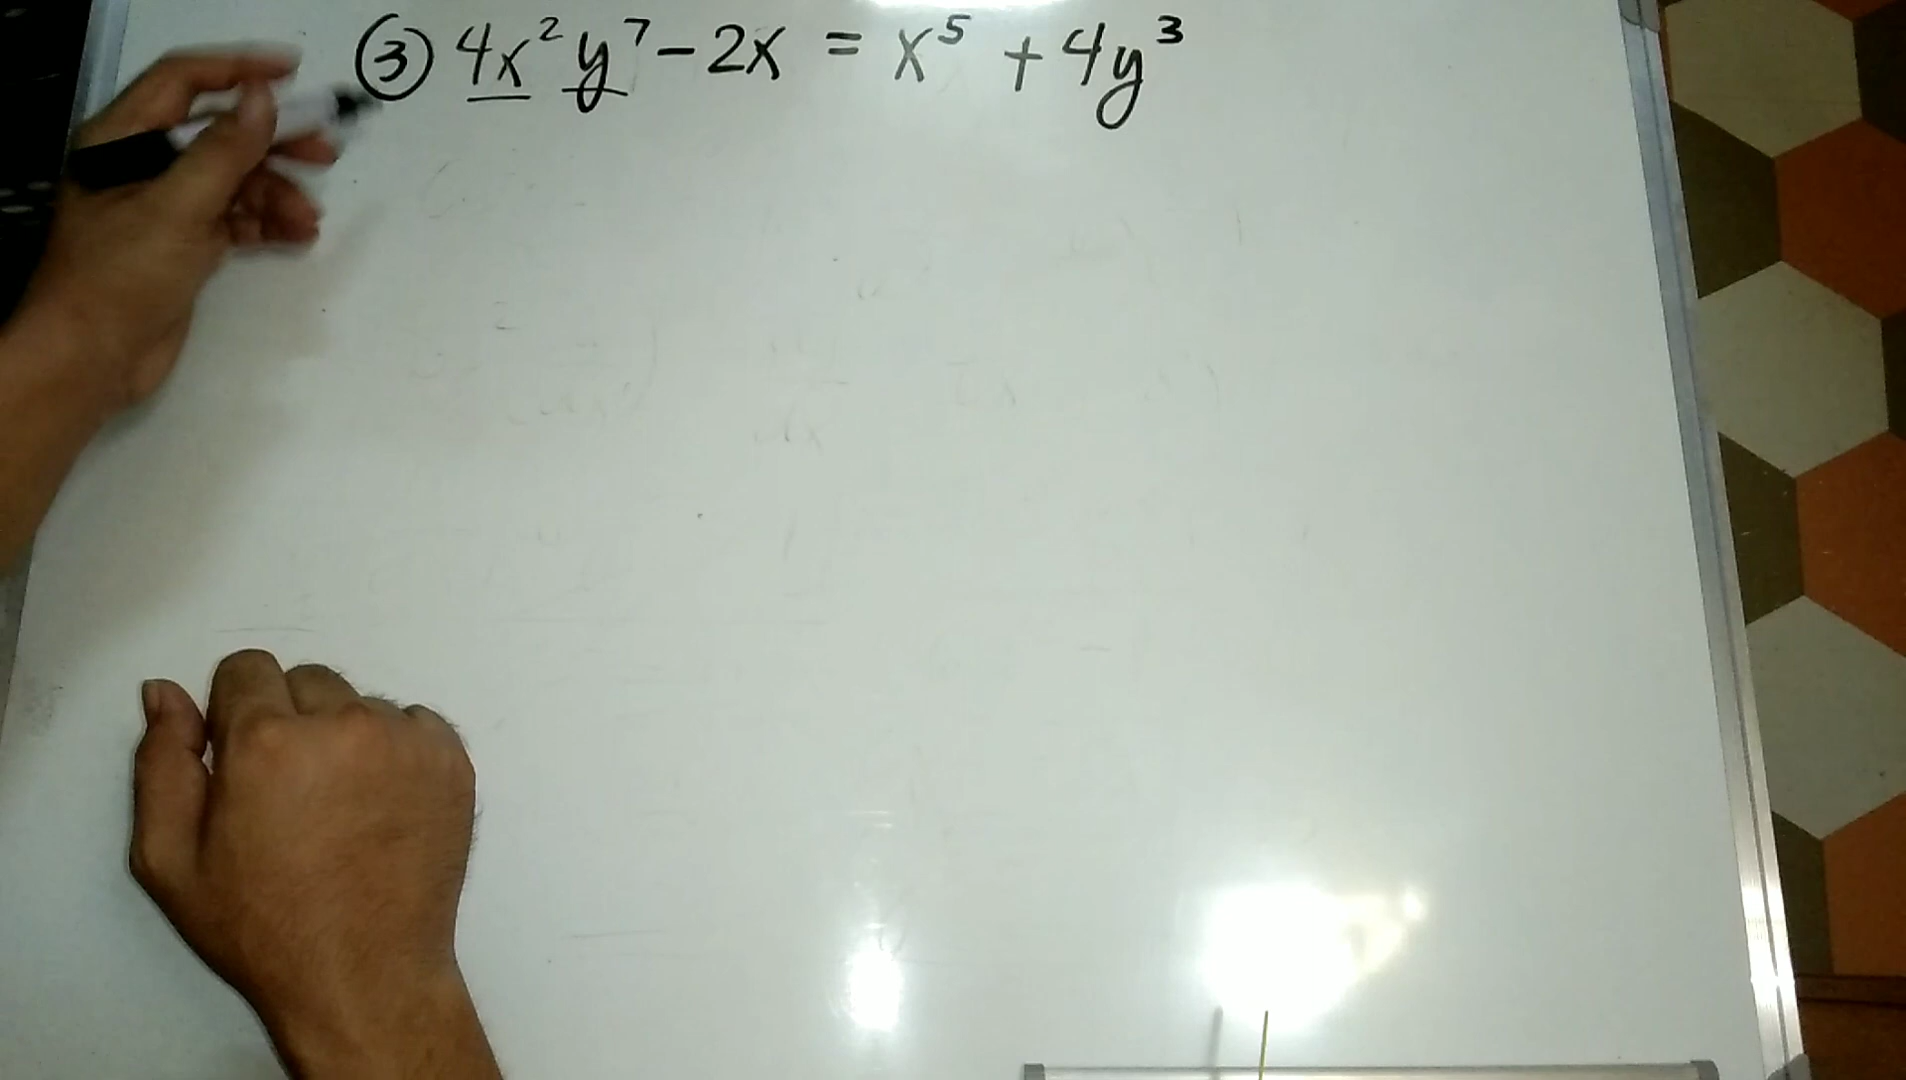 ③ 4x²y⁷ - 2x = x⁵ + 4y³